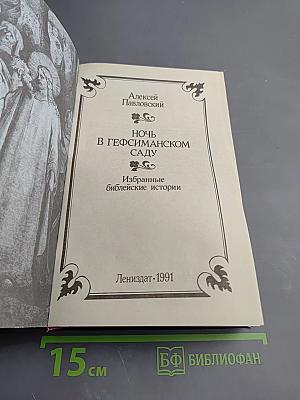 Алексей
Павловский
НОЧЬ
В ГЕФСИМАНСКОМ
САДУ
Избранные
библейские истории
Лениздат•1991
15 см
БФ БИБЛИОФАН